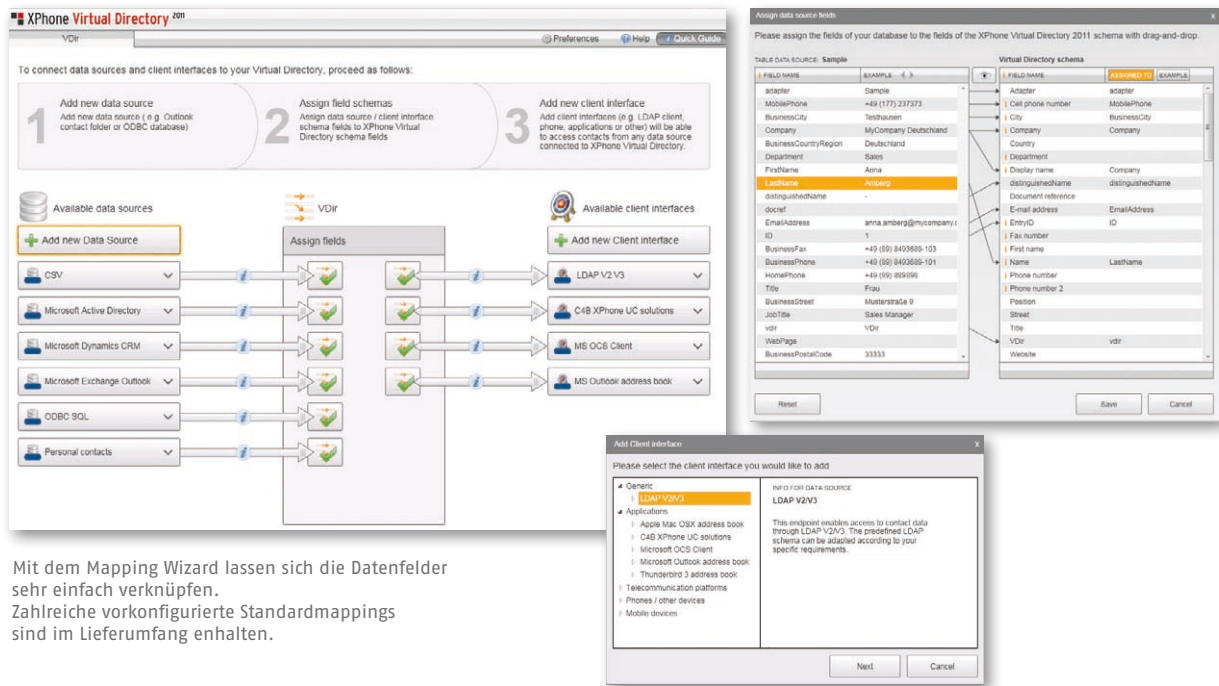 XPhone Virtual Directory 2011
VDir
Preferences
Help
Quick Guide
To connect data sources and client interfaces to your Virtual Directory, proceed as follows:
1
Add new data source
Add new data source ( e.g. Outlook
contact folder or ODBC database)
2
Assign field schemas
Assign data source / client interface
schema fields to XPhone Virtual
Directory schema fields
3
Add new client interface
Add client interfaces (e.g. LDAP client,
phone, applications or other) will be able
to access contacts from any data source
connected to XPhone Virtual Directory.
Available data sources
VDir
Available client interfaces
Add new Data Source
Assign fields
Add new Client interface
CSV
LDAP V2 V3
Microsoft Active Directory
C4B XPhone UC solutions
Microsoft Dynamics CRM
MS OCS Client
Microsoft Exchange Outlook
MS Outlook address book
ODBC SQL
Personal contacts
Assign data source fields
x
Please assign the fields of your database to the fields of the XPhone Virtual Directory 2011 schema with drag-and-drop.
TABLE DATA SOURCE: Sample
FIELD NAME EXAMPLE
adapter Sample
MobilePhone +49 (177) 237373
BusinessCity Testhausen
Company MyCompany Deutschland
BusinessCountryRegion Deutschland
Department Sales
FirstName Anna
LastName Amberg
distinguishedName -
docref
EmailAddress anna.amberg@mycompany.
ID 1
BusinessFax +49 (89) 8493689-103
BusinessPhone +49 (89) 8493689-101
HomePhone +49 (89) 889898
Title Frau
BusinessStreet Musterstraße 9
JobTitle Sales Manager
vdir VDir
WebPage
BusinessPostalCode 33333
Virtual Directory schema
FIELD NAME ASSIGNED TO EXAMPLE
Adapter adapter
Cell phone number MobilePhone
City BusinessCity
Company Company
Country
Department
Display name Company
distinguishedName distinguishedName
Document reference
E-mail address EmailAddress
EntryID ID
Fax number
First name
Name LastName
Phone number
Phone number 2
Position
Street
Title
VDir vdir
Website
Reset
Save
Cancel
Add Client interface
x
Please select the client interface you would like to add
Generic
LDAP V2/V3
Applications
Apple Mac OSX address book
C4B XPhone UC solutions
Microsoft OCS Client
Microsoft Outlook address book
Thunderbird 3 address book
Telecommunication platforms
Phones / other devices
Mobile devices
INFO FOR DATA SOURCE
LDAP V2/V3
This endpoint enables access to contact data
through LDAP V2/V3. The predefined LDAP
schema can be adapted according to your
specific requirements.
Next
Cancel
Mit dem Mapping Wizard lassen sich die Datenfelder
sehr einfach verknüpfen.
Zahlreiche vorkonfigurierte Standardmappings
sind im Lieferumfang enhalten.